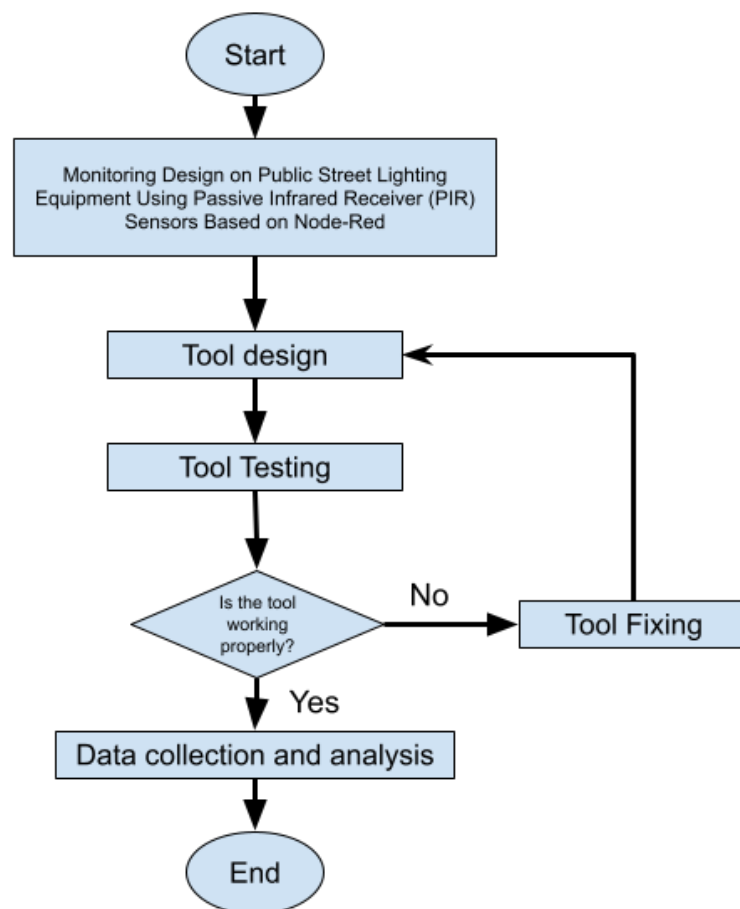 Start
Monitoring Design on Public Street Lighting
Equipment Using Passive Infrared Receiver (PIR)
Sensors Based on Node-Red
Tool design
Tool Testing
Is the tool
working
properly?
No
Tool Fixing
Yes
Data collection and analysis
End